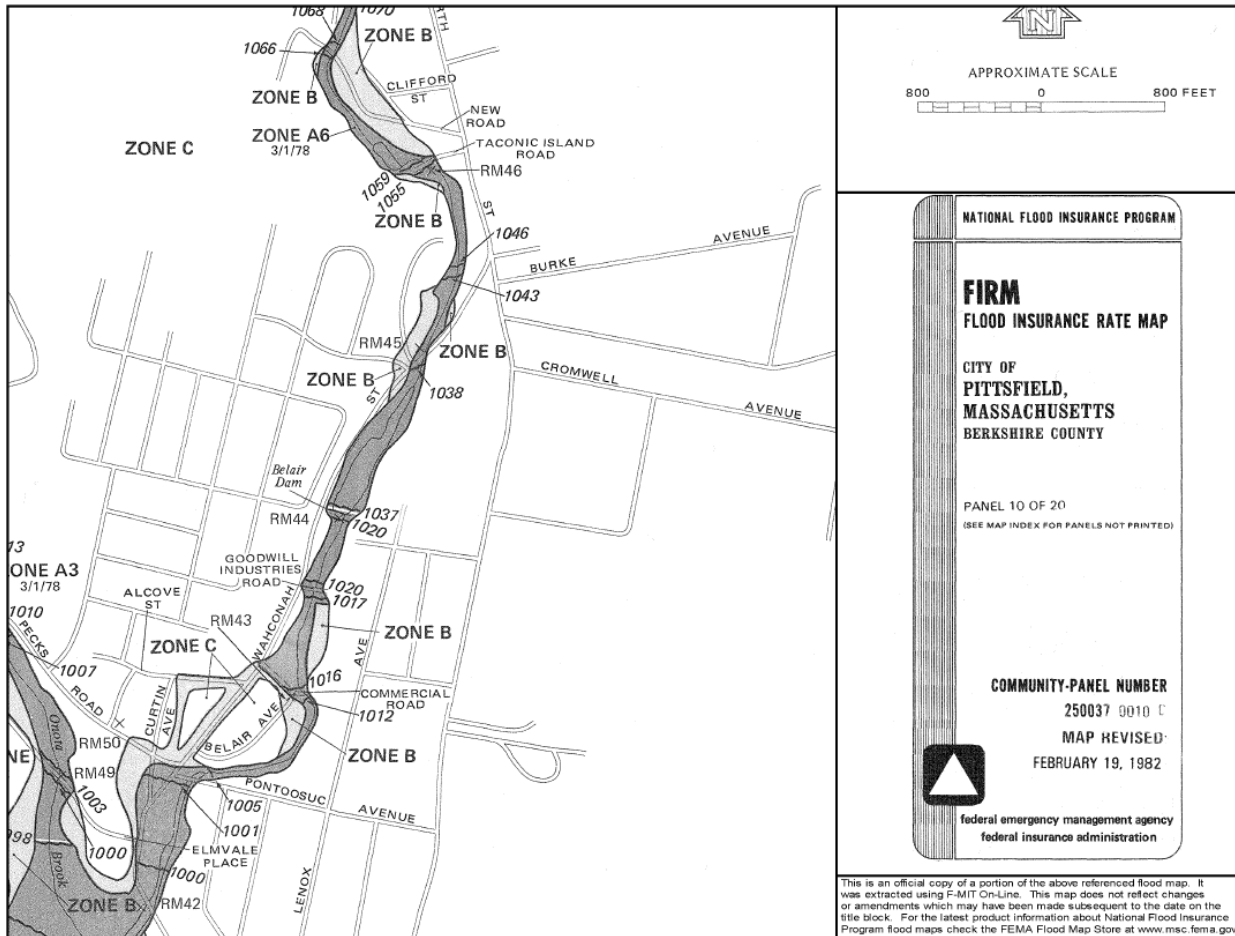 1068
1070
RTH
1066
ZONE B
CLIFFORD
ST
ZONE B
NEW
ROAD
ZONE A6
3/1/78
TACONIC ISLAND
ROAD
ZONE C
RM46
1059
1055
ZONE B
ST
1046
BURKE
AVENUE
1043
RM45
ZONE B
ZONE B
ST
1038
CROMWELL
AVENUE
Belair
Dam
RM44
1037
1020
GOODWILL
INDUSTRIES
ROAD
1020
1017
13
ONE A3
3/1/78
1010
ALCOVE
ST
RM43
WAHCONAH
ZONE B
AVE
ZONE C
PECKS
ROAD
1007
1016
COMMERCIAL
ROAD
1012
CURTIN
AVE
BELAIR AVE
ZONE B
Onota
NE
RM50
RM49
1003
PONTOOSUC
AVENUE
1005
1001
998
Brook
1000
ELMVALE
PLACE
1000
LENOX
ZONE B
RM42
N
APPROXIMATE SCALE
800 0 800 FEET
NATIONAL FLOOD INSURANCE PROGRAM
FIRM
FLOOD INSURANCE RATE MAP
CITY OF
PITTSFIELD,
MASSACHUSETTS
BERKSHIRE COUNTY
PANEL 10 OF 20
(SEE MAP INDEX FOR PANELS NOT PRINTED)
COMMUNITY-PANEL NUMBER
250037 0010 C
MAP REVISED:
FEBRUARY 19, 1982
federal emergency management agency
federal insurance administration
This is an official copy of a portion of the above referenced flood map. It
was extracted using F-MIT On-Line. This map does not reflect changes
or amendments which may have been made subsequent to the date on the
title block. For the latest product information about National Flood Insurance
Program flood maps check the FEMA Flood Map Store at www.msc.fema.gov